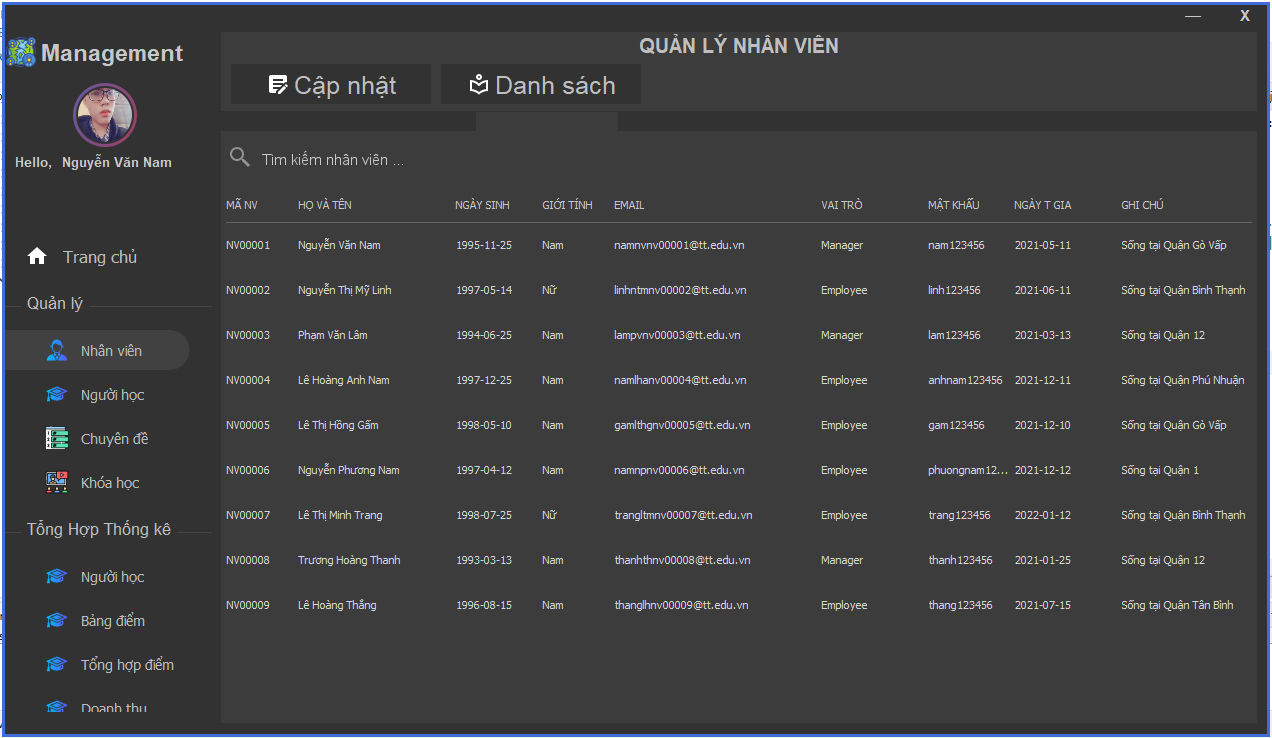 — X
Management
Hello, Nguyễn Văn Nam
Trang chủ
Quản lý
Nhân viên
Người học
Chuyên đề
Khóa học
Tổng Hợp Thống kê
Người học
Bảng điểm
Tổng hợp điểm
Doanh thu
QUẢN LÝ NHÂN VIÊN
Cập nhật Danh sách
Tìm kiếm nhân viên ...
MÃ NV HỌ VÀ TÊN NGÀY SINH GIỚI TÍNH EMAIL VAI TRÒ MẬT KHẨU NGÀY T GIA GHI CHÚ
NV00001 Nguyễn Văn Nam 1995-11-25 Nam namnvnv00001@tt.edu.vn Manager nam123456 2021-05-11 Sống tại Quận Gò Vấp
NV00002 Nguyễn Thị Mỹ Linh 1997-05-14 Nữ linhntmnv00002@tt.edu.vn Employee linh123456 2021-06-11 Sống tại Quận Bình Thạnh
NV00003 Phạm Văn Lâm 1994-06-25 Nam lampvnv00003@tt.edu.vn Manager lam123456 2021-03-13 Sống tại Quận 12
NV00004 Lê Hoàng Anh Nam 1997-12-25 Nam namlhanv00004@tt.edu.vn Employee anhnam123456 2021-12-11 Sống tại Quận Phú Nhuận
NV00005 Lê Thị Hồng Gấm 1998-05-10 Nam gamlthgnv00005@tt.edu.vn Employee gam123456 2021-12-10 Sống tại Quận Gò Vấp
NV00006 Nguyễn Phương Nam 1997-04-12 Nam namnpnv00006@tt.edu.vn Employee phuongnam12... 2021-12-12 Sống tại Quận 1
NV00007 Lê Thị Minh Trang 1998-07-25 Nữ trangltmnv00007@tt.edu.vn Employee trang123456 2022-01-12 Sống tại Quận Bình Thạnh
NV00008 Trương Hoàng Thanh 1993-03-13 Nam thanhthnv00008@tt.edu.vn Manager thanh123456 2021-01-25 Sống tại Quận 12
NV00009 Lê Hoàng Thắng 1996-08-15 Nam thanglhnv00009@tt.edu.vn Employee thang123456 2021-07-15 Sống tại Quận Tân Bình